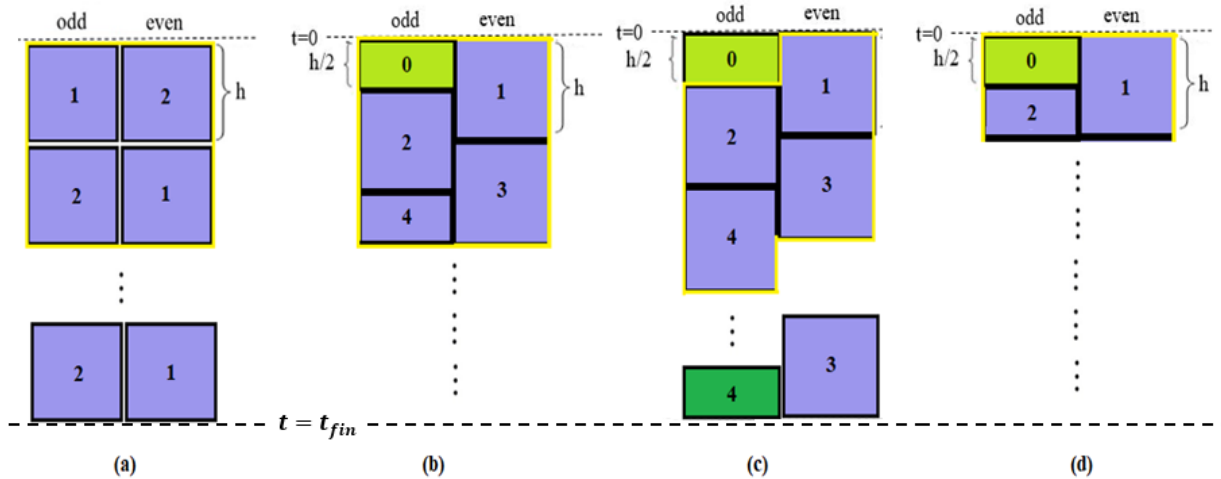 odd even
1 2 h
2 1
2 1
(a)
odd even
t=0
h/2 0 1 h
2 3
4
(b)
odd even
t=0
h/2 0 1
2 3
4
4 3
(c)
odd even
t=0
h/2 0 1 h
2
(d)
t = t_fin